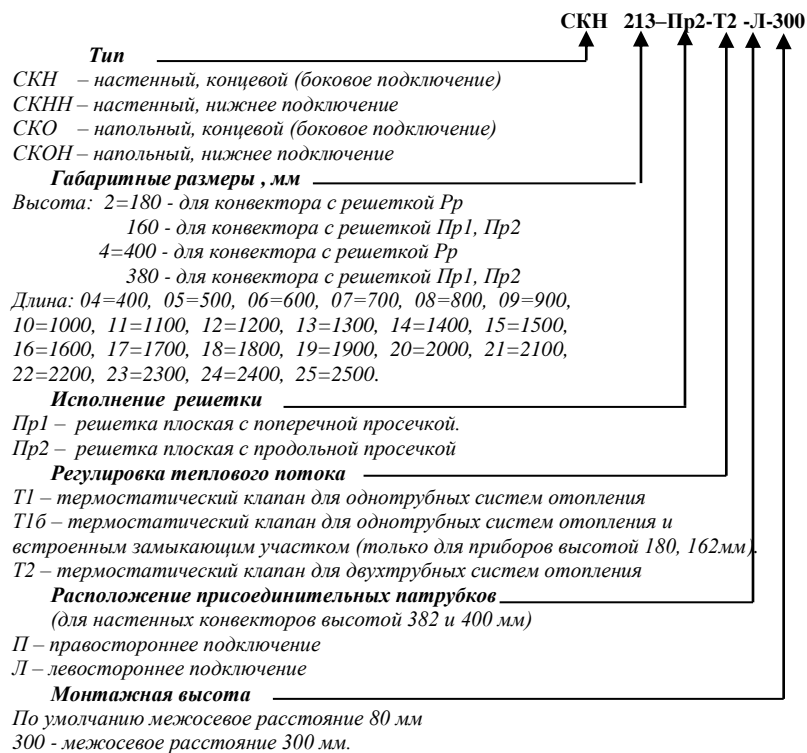 СКН 213–Пр2-Т2 -Л-300
Тип
СКН – настенный, концевой (боковое подключение)
СКНН – настенный, нижнее подключение
СКО – напольный, концевой (боковое подключение)
СКОН – напольный, нижнее подключение
Габаритные размеры , мм
Высота: 2=180 - для конвектора с решеткой Рр
160 - для конвектора с решеткой Пр1, Пр2
4=400 - для конвектора с решеткой Рр
380 - для конвектора с решеткой Пр1, Пр2
Длина: 04=400, 05=500, 06=600, 07=700, 08=800, 09=900,
10=1000, 11=1100, 12=1200, 13=1300, 14=1400, 15=1500,
16=1600, 17=1700, 18=1800, 19=1900, 20=2000, 21=2100,
22=2200, 23=2300, 24=2400, 25=2500.
Исполнение решетки
Пр1 – решетка плоская с поперечной просечкой.
Пр2 – решетка плоская с продольной просечкой
Регулировка теплового потока
Т1 – термостатический клапан для однотрубных систем отопления
Т1б – термостатический клапан для однотрубных систем отопления и
встроенным замыкающим участком (только для приборов высотой 180, 162мм).
Т2 – термостатический клапан для двухтрубных систем отопления
Расположение присоединительных патрубков
(для настенных конвекторов высотой 382 и 400 мм)
П – правостороннее подключение
Л – левостороннее подключение
Монтажная высота
По умолчанию межосевое расстояние 80 мм
300 - межосевое расстояние 300 мм.